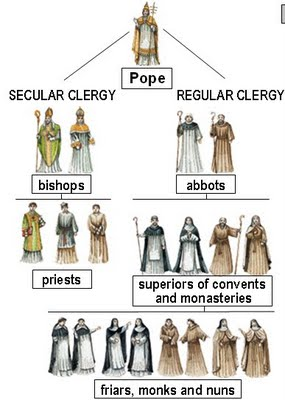 Pope
SECULAR CLERGY
REGULAR CLERGY
bishops
abbots
priests
superiors of convents
and monasteries
friars, monks and nuns